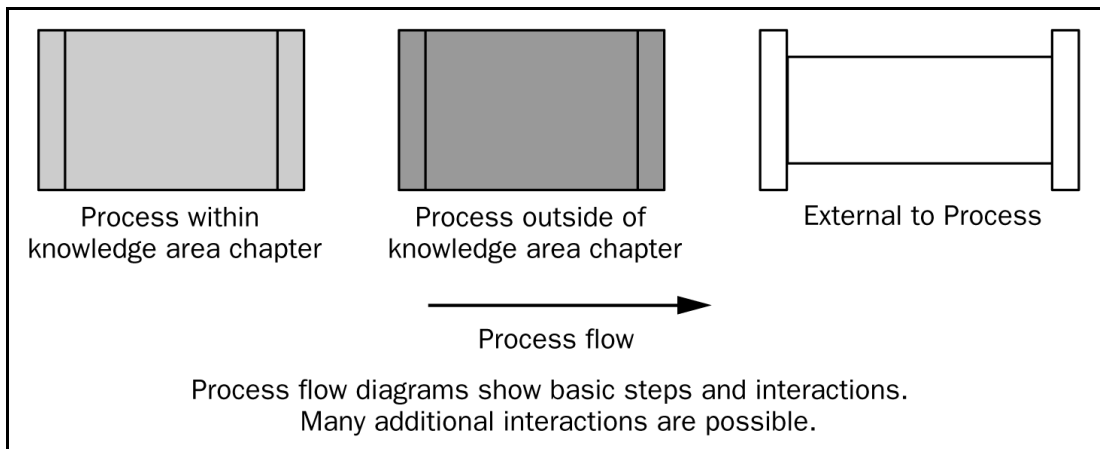 Process within
knowledge area chapter
Process outside of
knowledge area chapter
External to Process
Process flow
Process flow diagrams show basic steps and interactions.
Many additional interactions are possible.